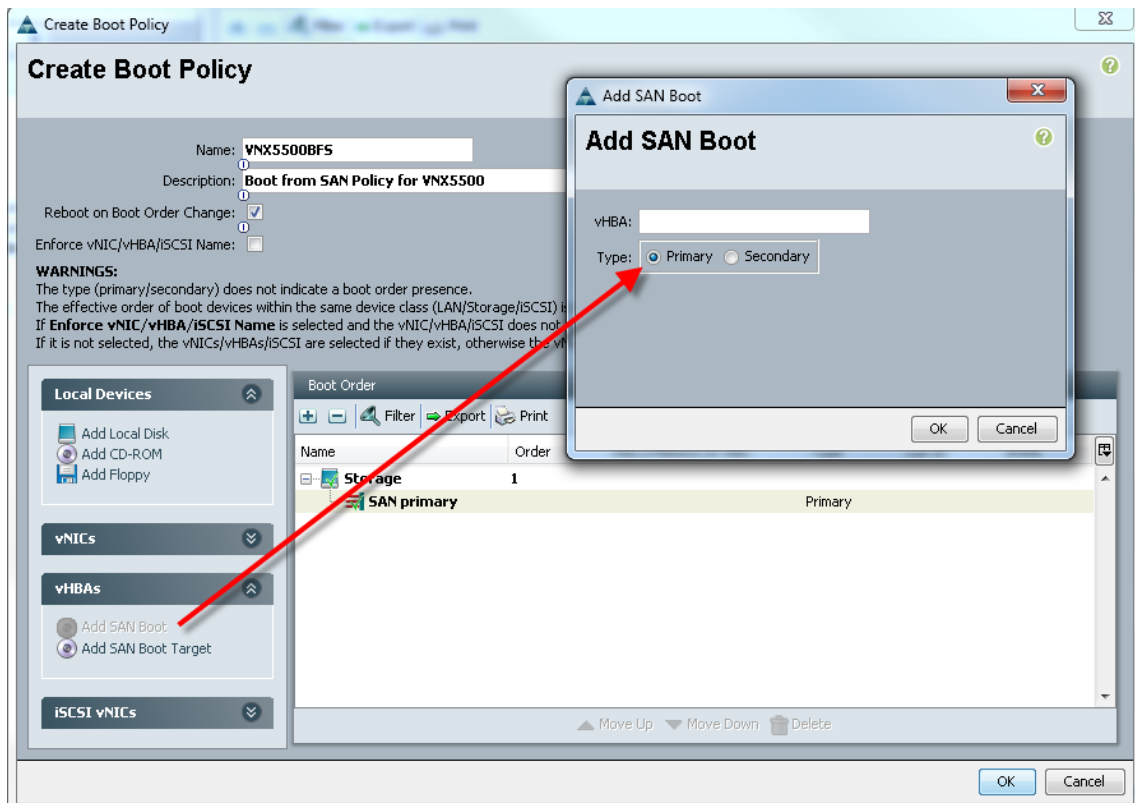 Create Boot Policy
Create Boot Policy
Name: VNX5500BFS
Description: Boot from SAN Policy for VNX5500
Reboot on Boot Order Change:
Enforce vNIC/vHBA/iSCSI Name:
WARNINGS:
The type (primary/secondary) does not indicate a boot order presence.
The effective order of boot devices within the same device class (LAN/Storage/iSCSI)
If Enforce vNIC/vHBA/iSCSI Name is selected and the vNIC/vHBA/iSCSI does not
If it is not selected, the vNICs/vHBAs/iSCSI are selected if they exist, otherwise the
Add SAN Boot
Add SAN Boot
vHBA:
Type: Primary Secondary
OK Cancel
Local Devices
Add Local Disk
Add CD-ROM
Add Floppy
vNICs
vHBAs
Add SAN Boot
Add SAN Boot Target
iSCSI vNICs
Boot Order
Filter Export Print
Name Order
Storage 1
SAN primary Primary
Move Up Move Down Delete
OK Cancel